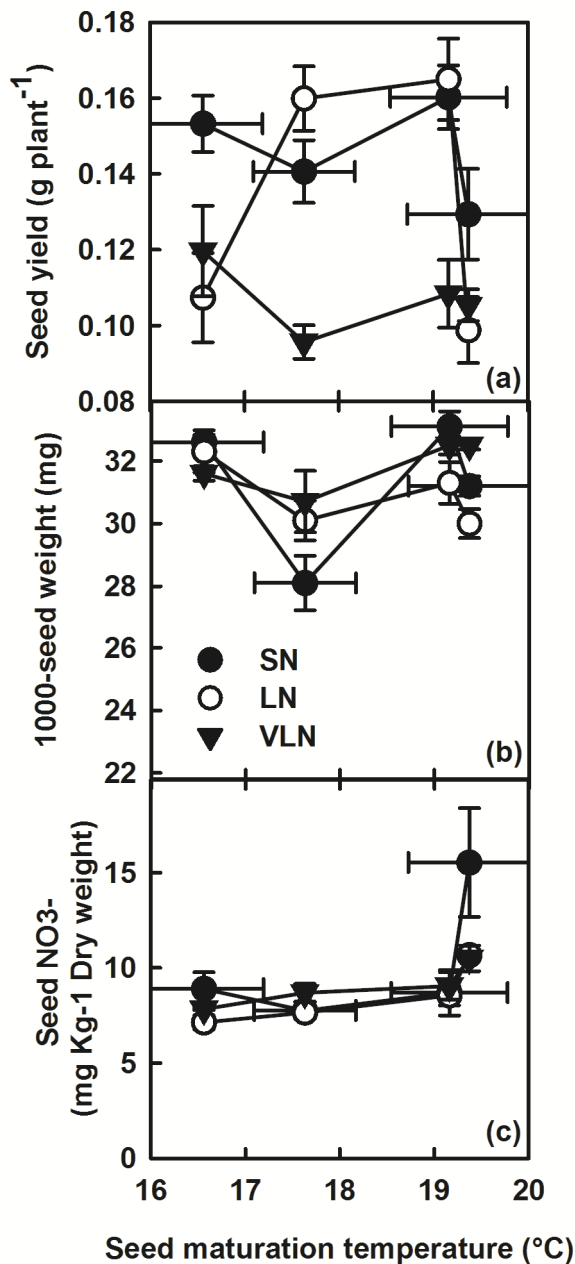 0.18
0.16
0.14
0.12
0.10
0.08
Seed yield (g plant-1)
(a)
32
30
28
26
24
22
1000-seed weight (mg)
SN
LN
VLN
(b)
15
10
5
0
Seed NO3-
(mg Kg-1 Dry weight)
(c)
16 17 18 19 20
Seed maturation temperature (°C)